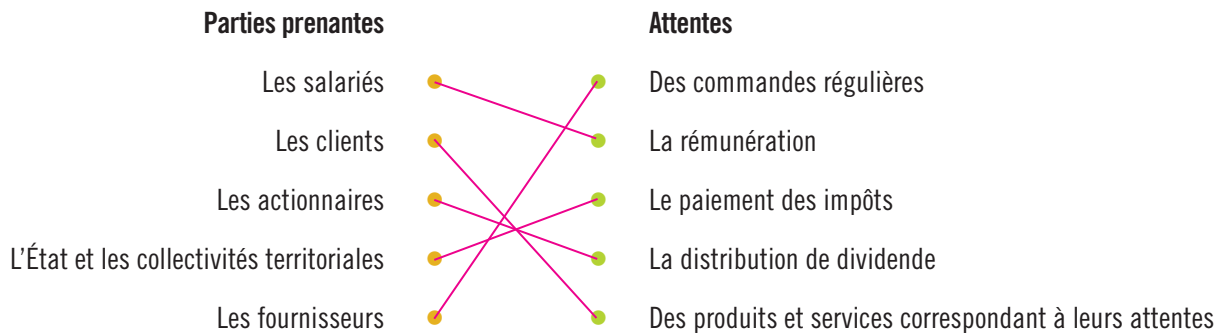 Parties prenantes
Attentes
Les salariés
Des commandes régulières
Les clients
La rémunération
Les actionnaires
Le paiement des impôts
L'État et les collectivités territoriales
La distribution de dividende
Les fournisseurs
Des produits et services correspondant à leurs attentes